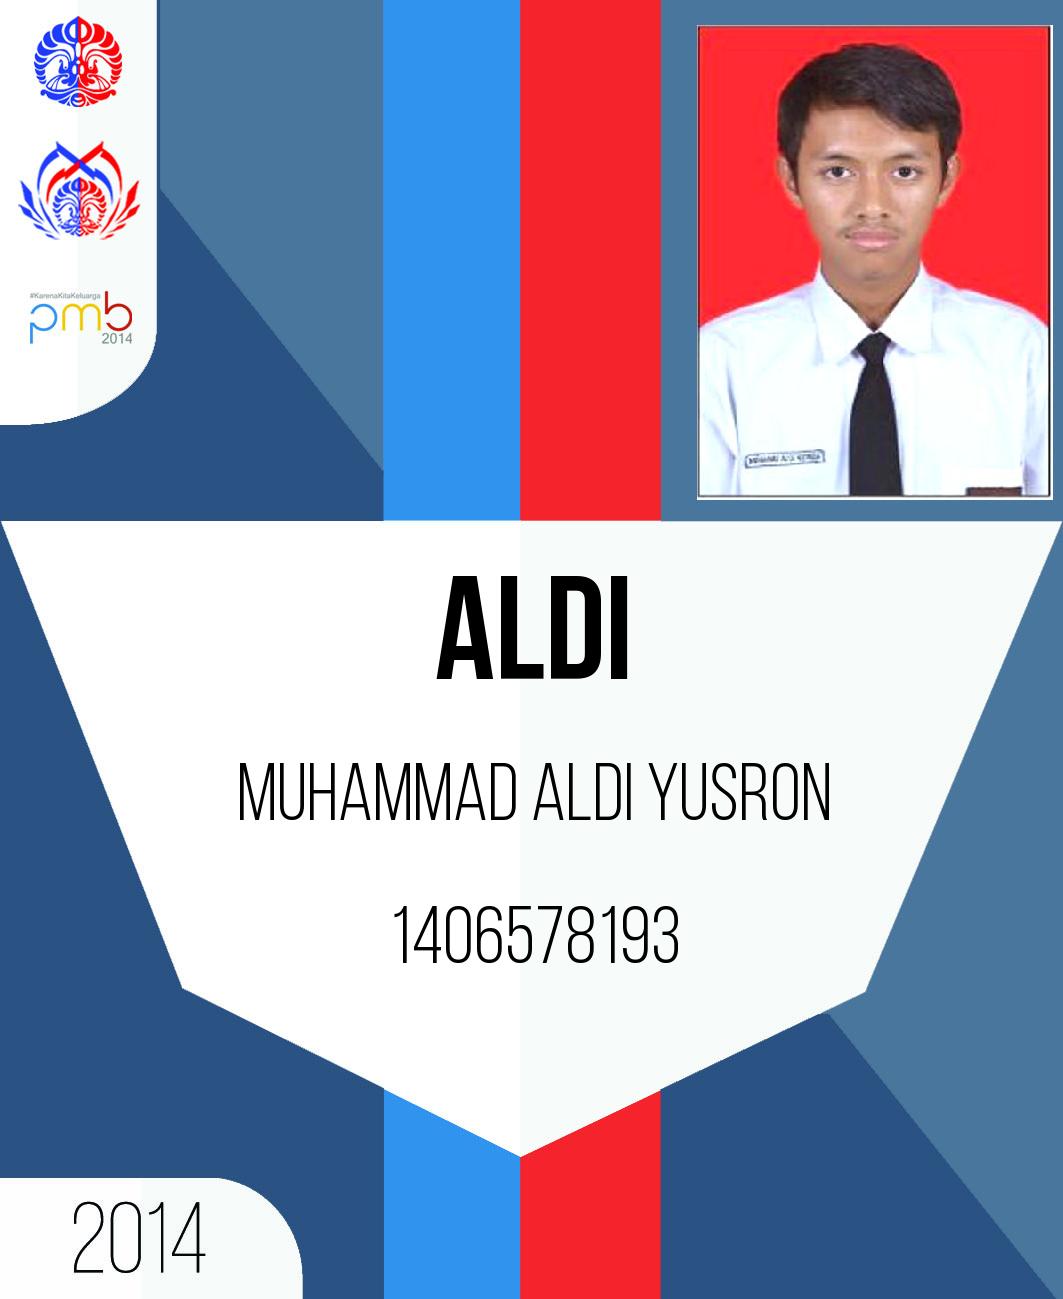 #KarenaKitaKeluarga
pmb
2014
ALDI
MUHAMMAD ALDI YUSRON
1406578193
2014